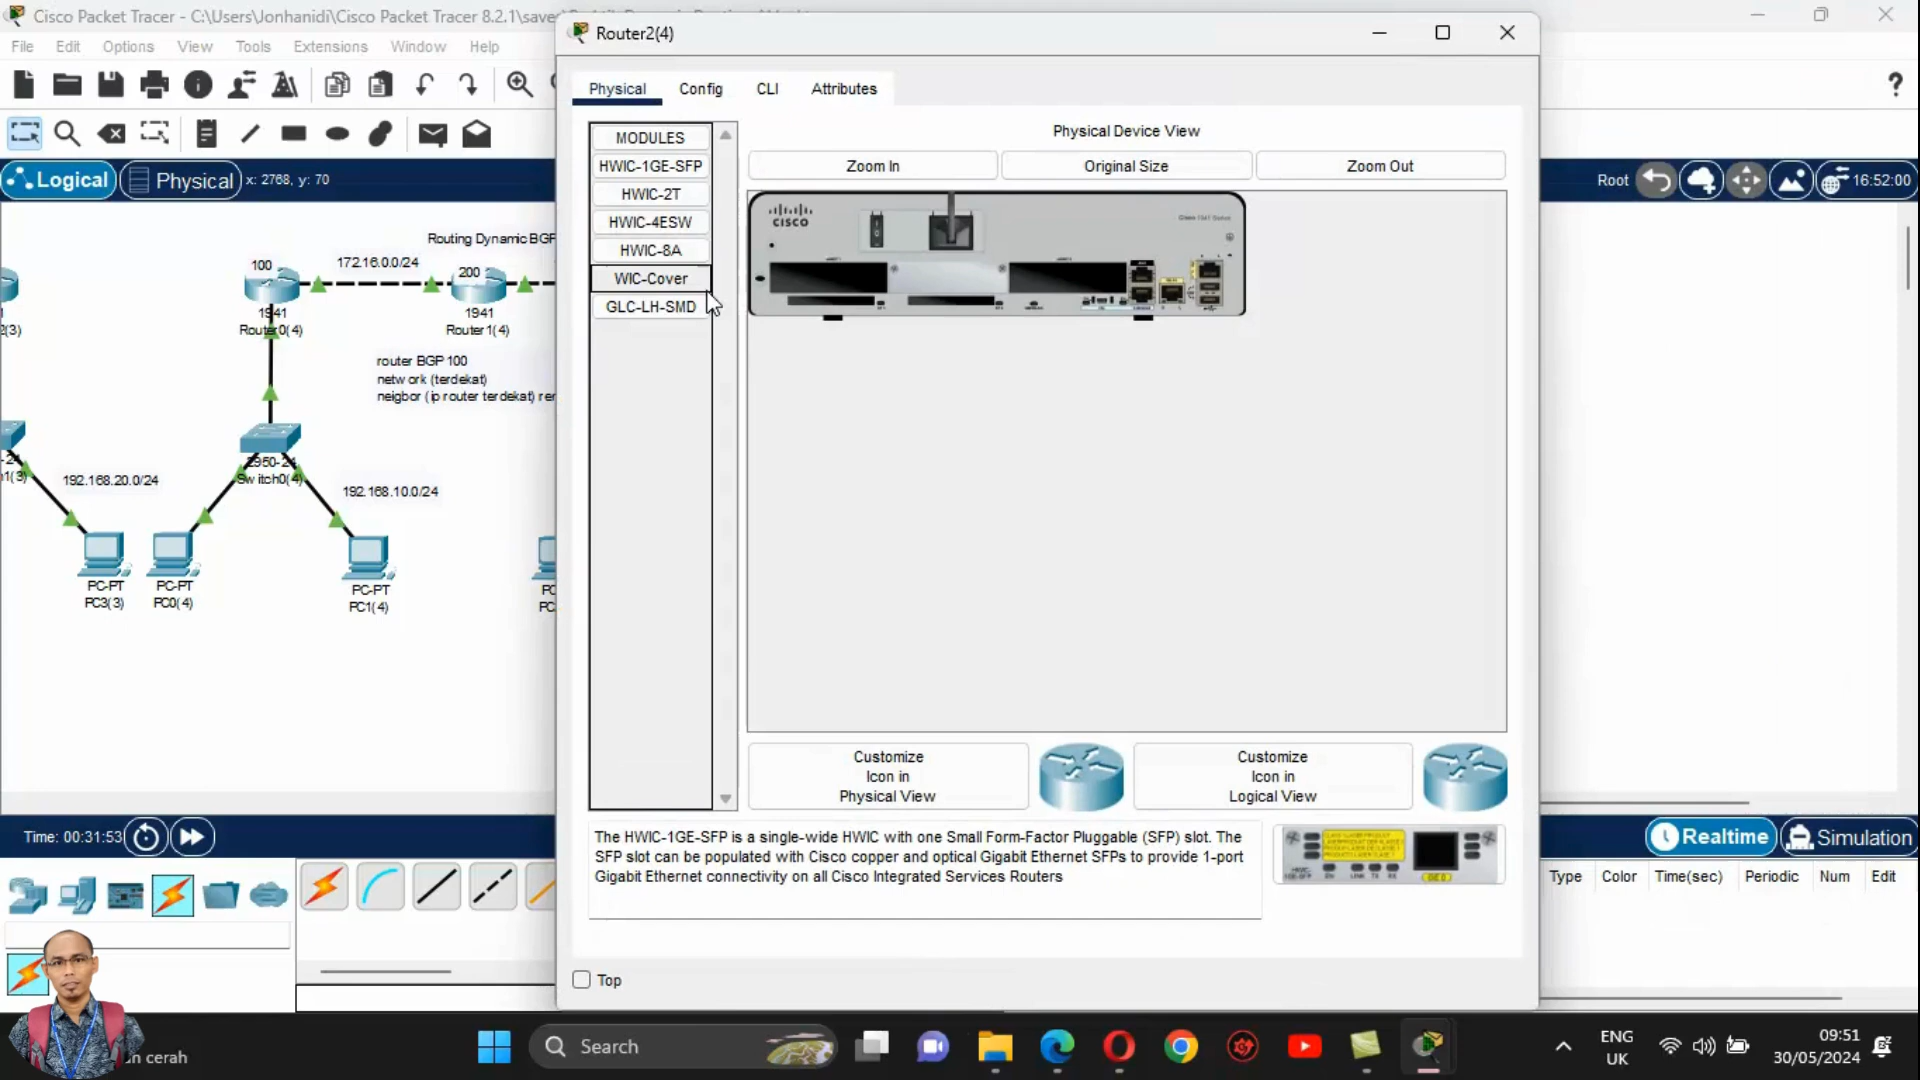 Cisco Packet Tracer - C:\Users\Jonhanidi\Cisco Packet Tracer 8.2.1\save
File Edit Options View Tools Extensions Window Help
Logical
Physical
x: 2768, y: 70
Root
16:52:00
Routing Dynamic BGP
100
172.16.0.0/24
200
1941
Router0(4)
1941
Router1(4)
2(3)
router BGP 100
network (terdekat)
neigbor (ip router terdekat) rer
2950-24
Switch0(4)
-24
h1(3)
192.168.20.0/24
192.168.10.0/24
PC-PT
PC3(3)
PC-PT
PC0(4)
PC-PT
PC1(4)
PC
PC
Router2(4)
Physical Config CLI Attributes
MODULES
HWIC-1GE-SFP
HWIC-2T
HWIC-4ESW
HWIC-8A
WIC-Cover
GLC-LH-SMD
Physical Device View
Zoom In
Original Size
Zoom Out
CISCO
Customize
Icon in
Physical View
Customize
Icon in
Logical View
The HWIC-1GE-SFP is a single-wide HWIC with one Small Form-Factor Pluggable (SFP) slot. The
SFP slot can be populated with Cisco copper and optical Gigabit Ethernet SFPs to provide 1-port
Gigabit Ethernet connectivity on all Cisco Integrated Services Routers
Top
Time: 00:31:53
Realtime
Simulation
Type Color Time(sec) Periodic Num Edit
n cerah
Search
ENG
UK
09:51
30/05/2024